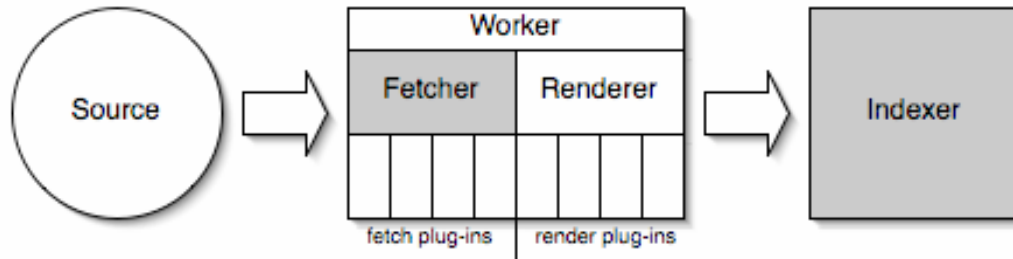 Source
Worker
Fetcher
Renderer
fetch plug-ins
render plug-ins
Indexer